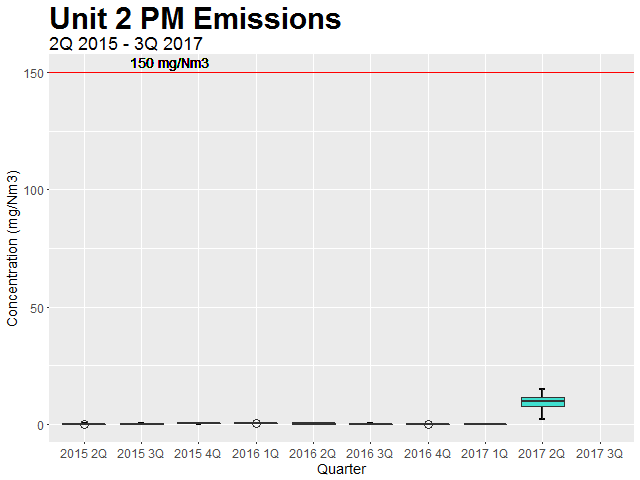 Unit 2 PM Emissions
2Q 2015 - 3Q 2017
150 mg/Nm3
150
100
50
0
Concentration (mg/Nm3)
2015 2Q 2015 3Q 2015 4Q 2016 1Q 2016 2Q 2016 3Q 2016 4Q 2017 1Q 2017 2Q 2017 3Q
Quarter